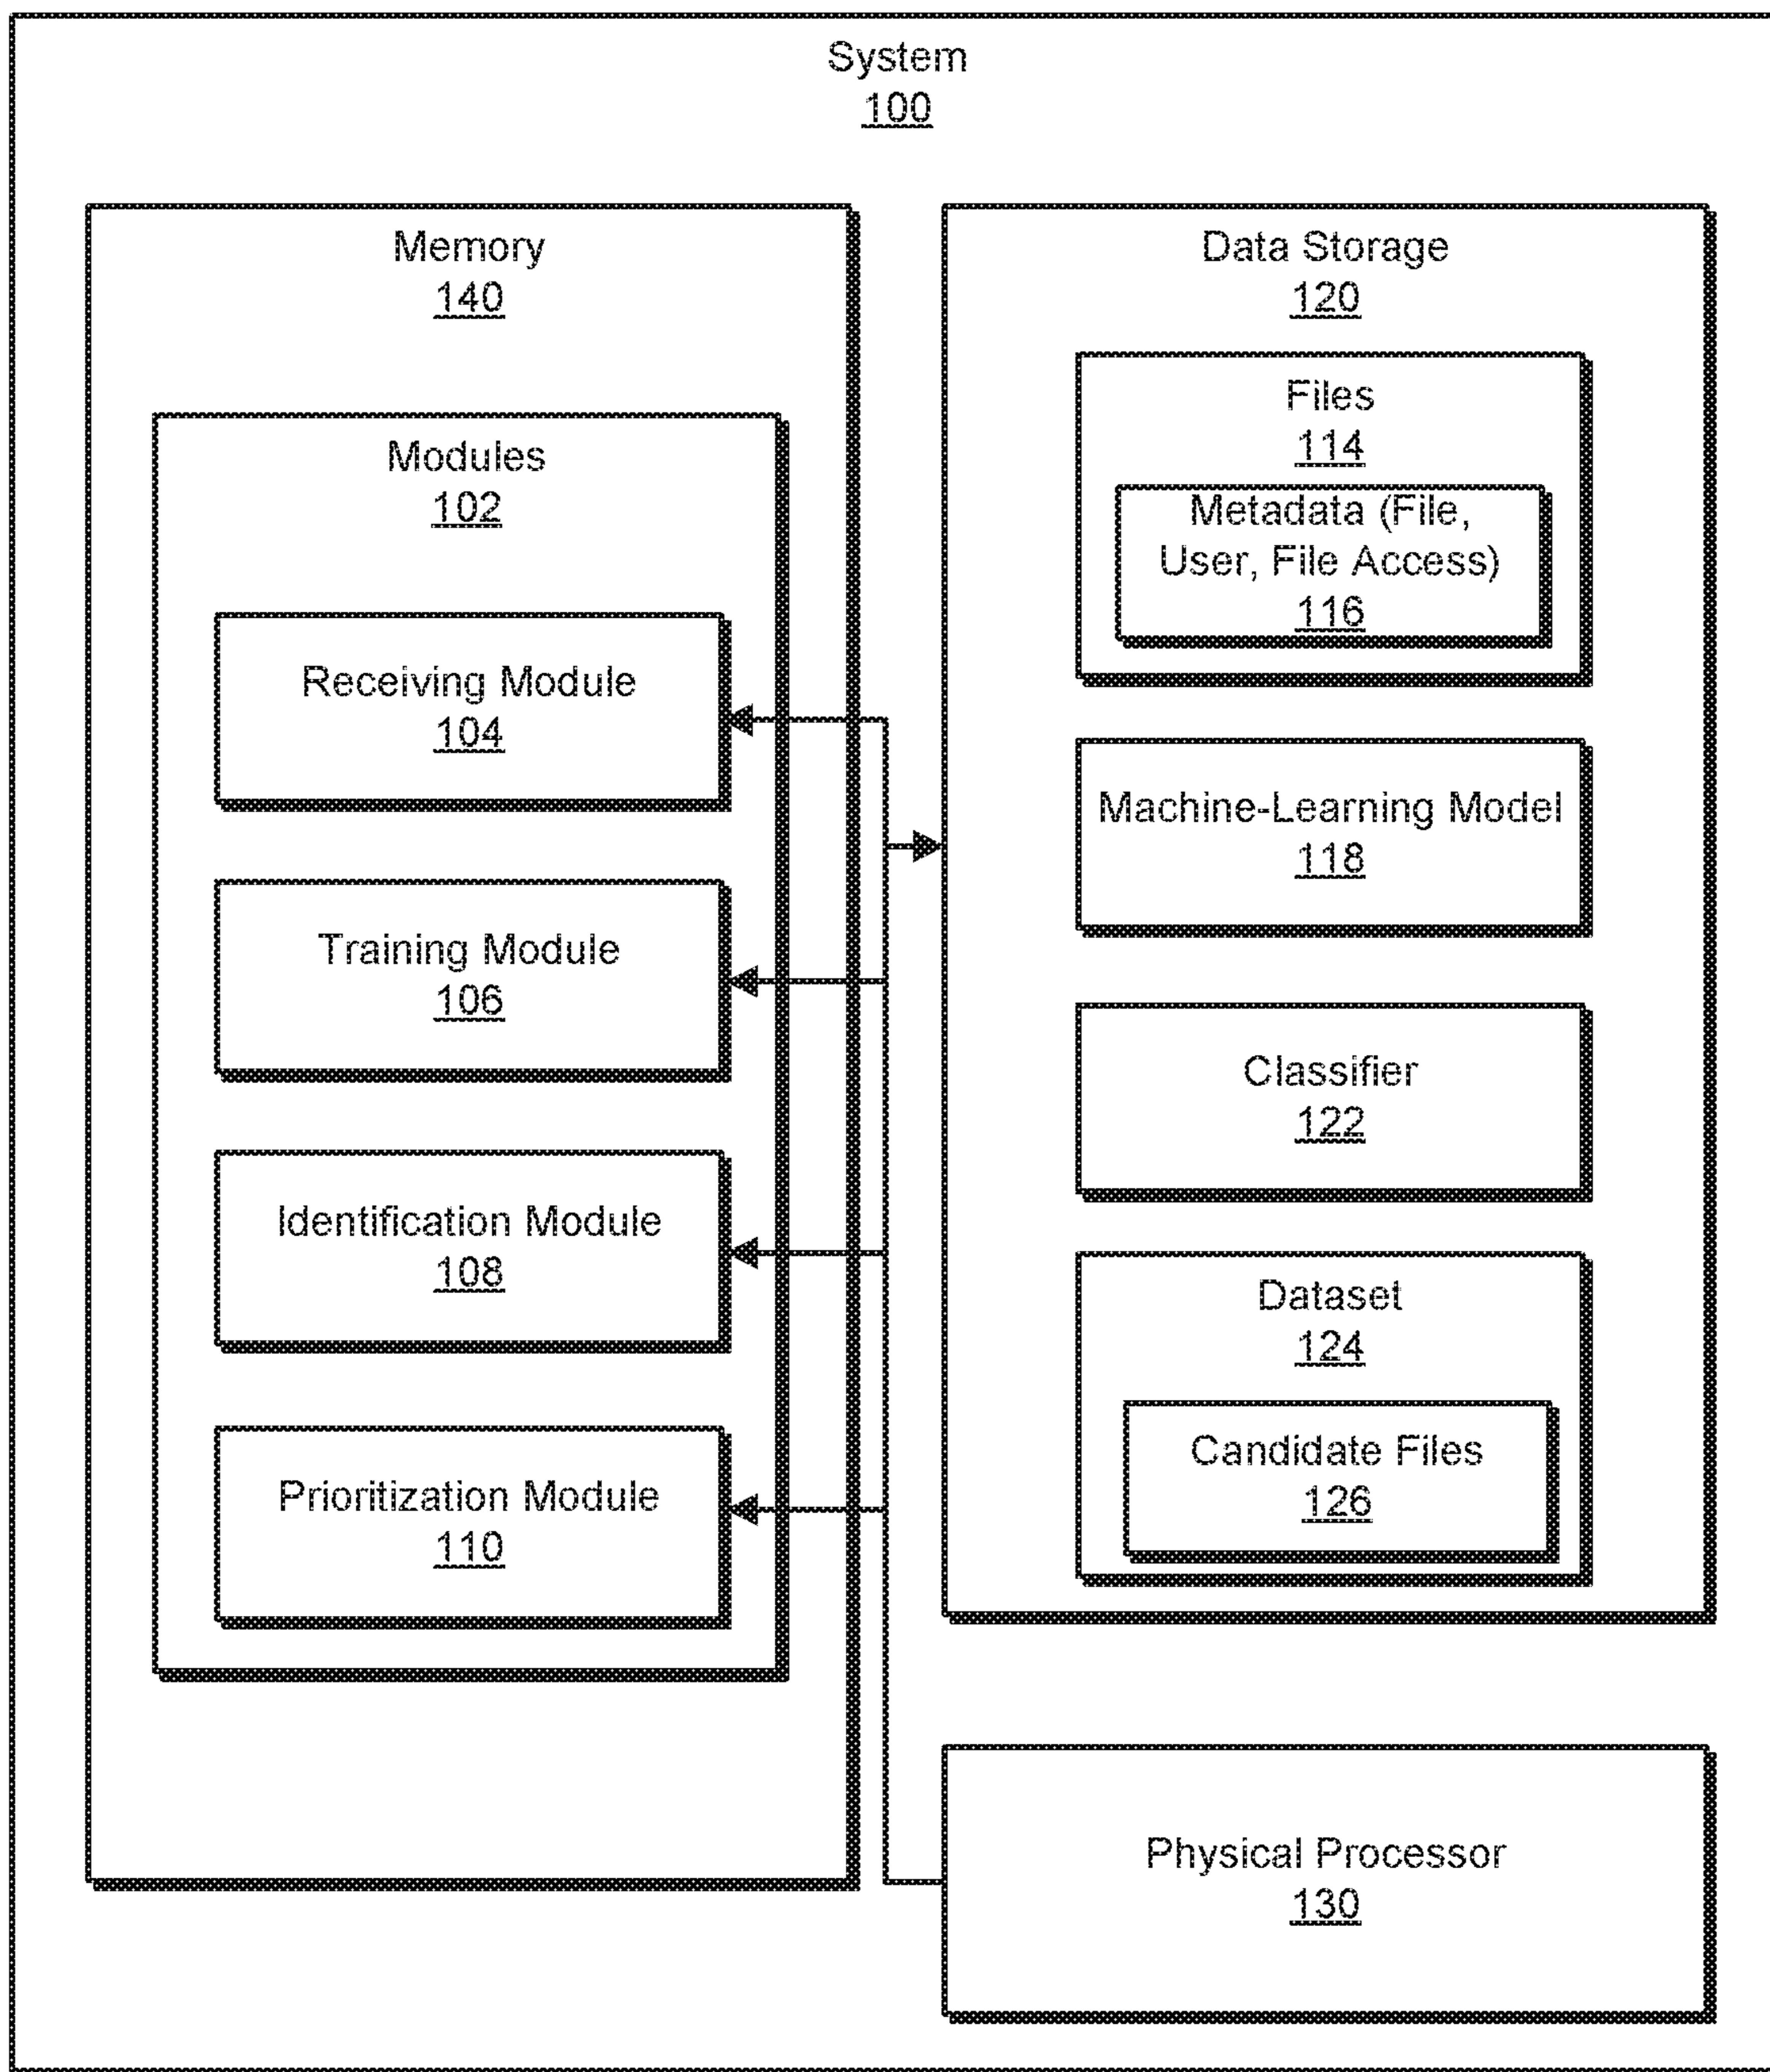 System
100
Memory
140
Modules
102
Receiving Module
104
Training Module
106
Identification Module
108
Prioritization Module
110
Data Storage
120
Files
114
Metadata (File,
User, File Access)
116
Machine-Learning Model
118
Classifier
122
Dataset
124
Candidate Files
126
Physical Processor
130